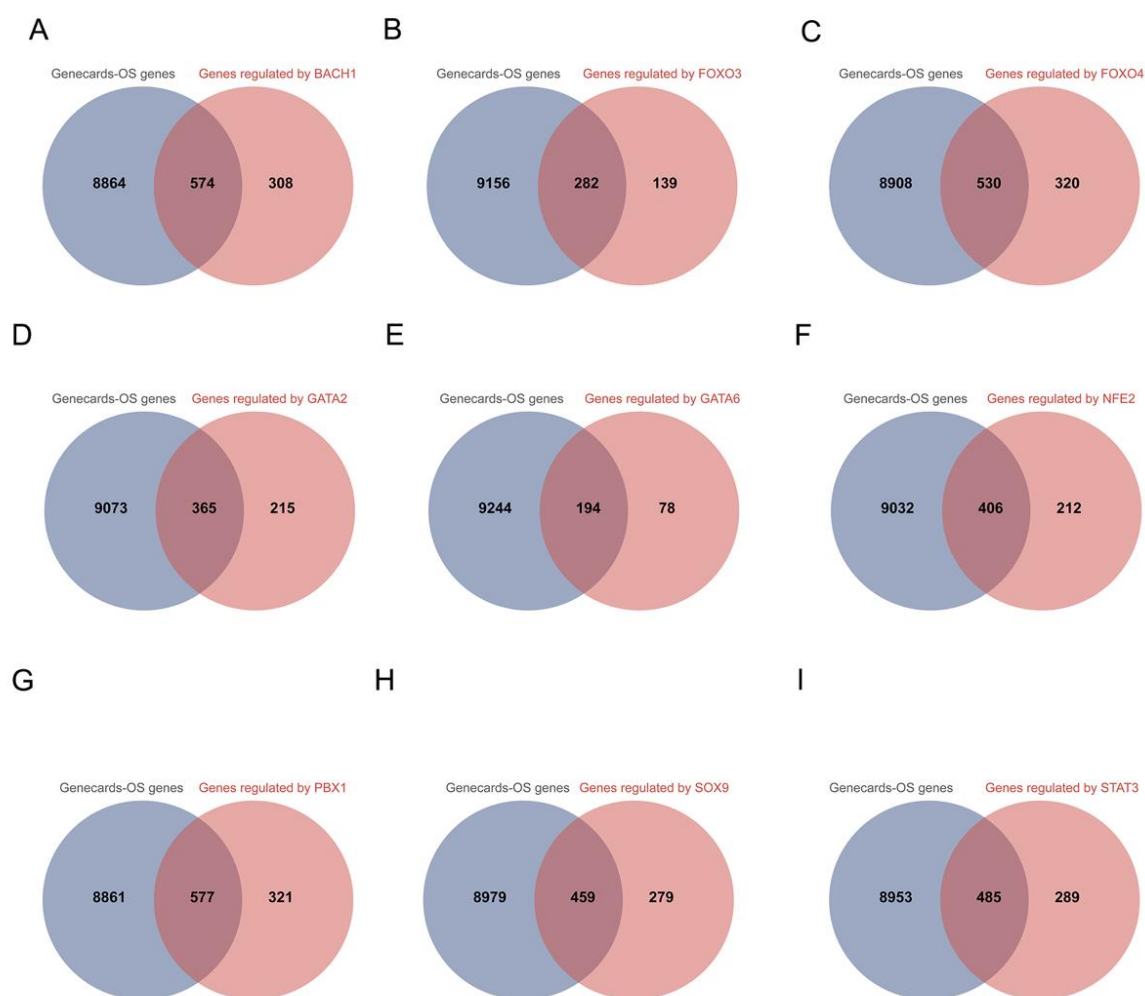 A
B
C
Genecards-OS genes Genes regulated by BACH1
Genecards-OS genes Genes regulated by FOXO3
Genecards-OS genes Genes regulated by FOXO4
8864 574 308
9156 282 139
8908 530 320
D
E
F
Genecards-OS genes Genes regulated by GATA2
Genecards-OS genes Genes regulated by GATA6
Genecards-OS genes Genes regulated by NFE2
9073 365 215
9244 194 78
9032 406 212
G
H
I
Genecards-OS genes Genes regulated by PBX1
Genecards-OS genes Genes regulated by SOX9
Genecards-OS genes Genes regulated by STAT3
8861 577 321
8979 459 279
8953 485 289